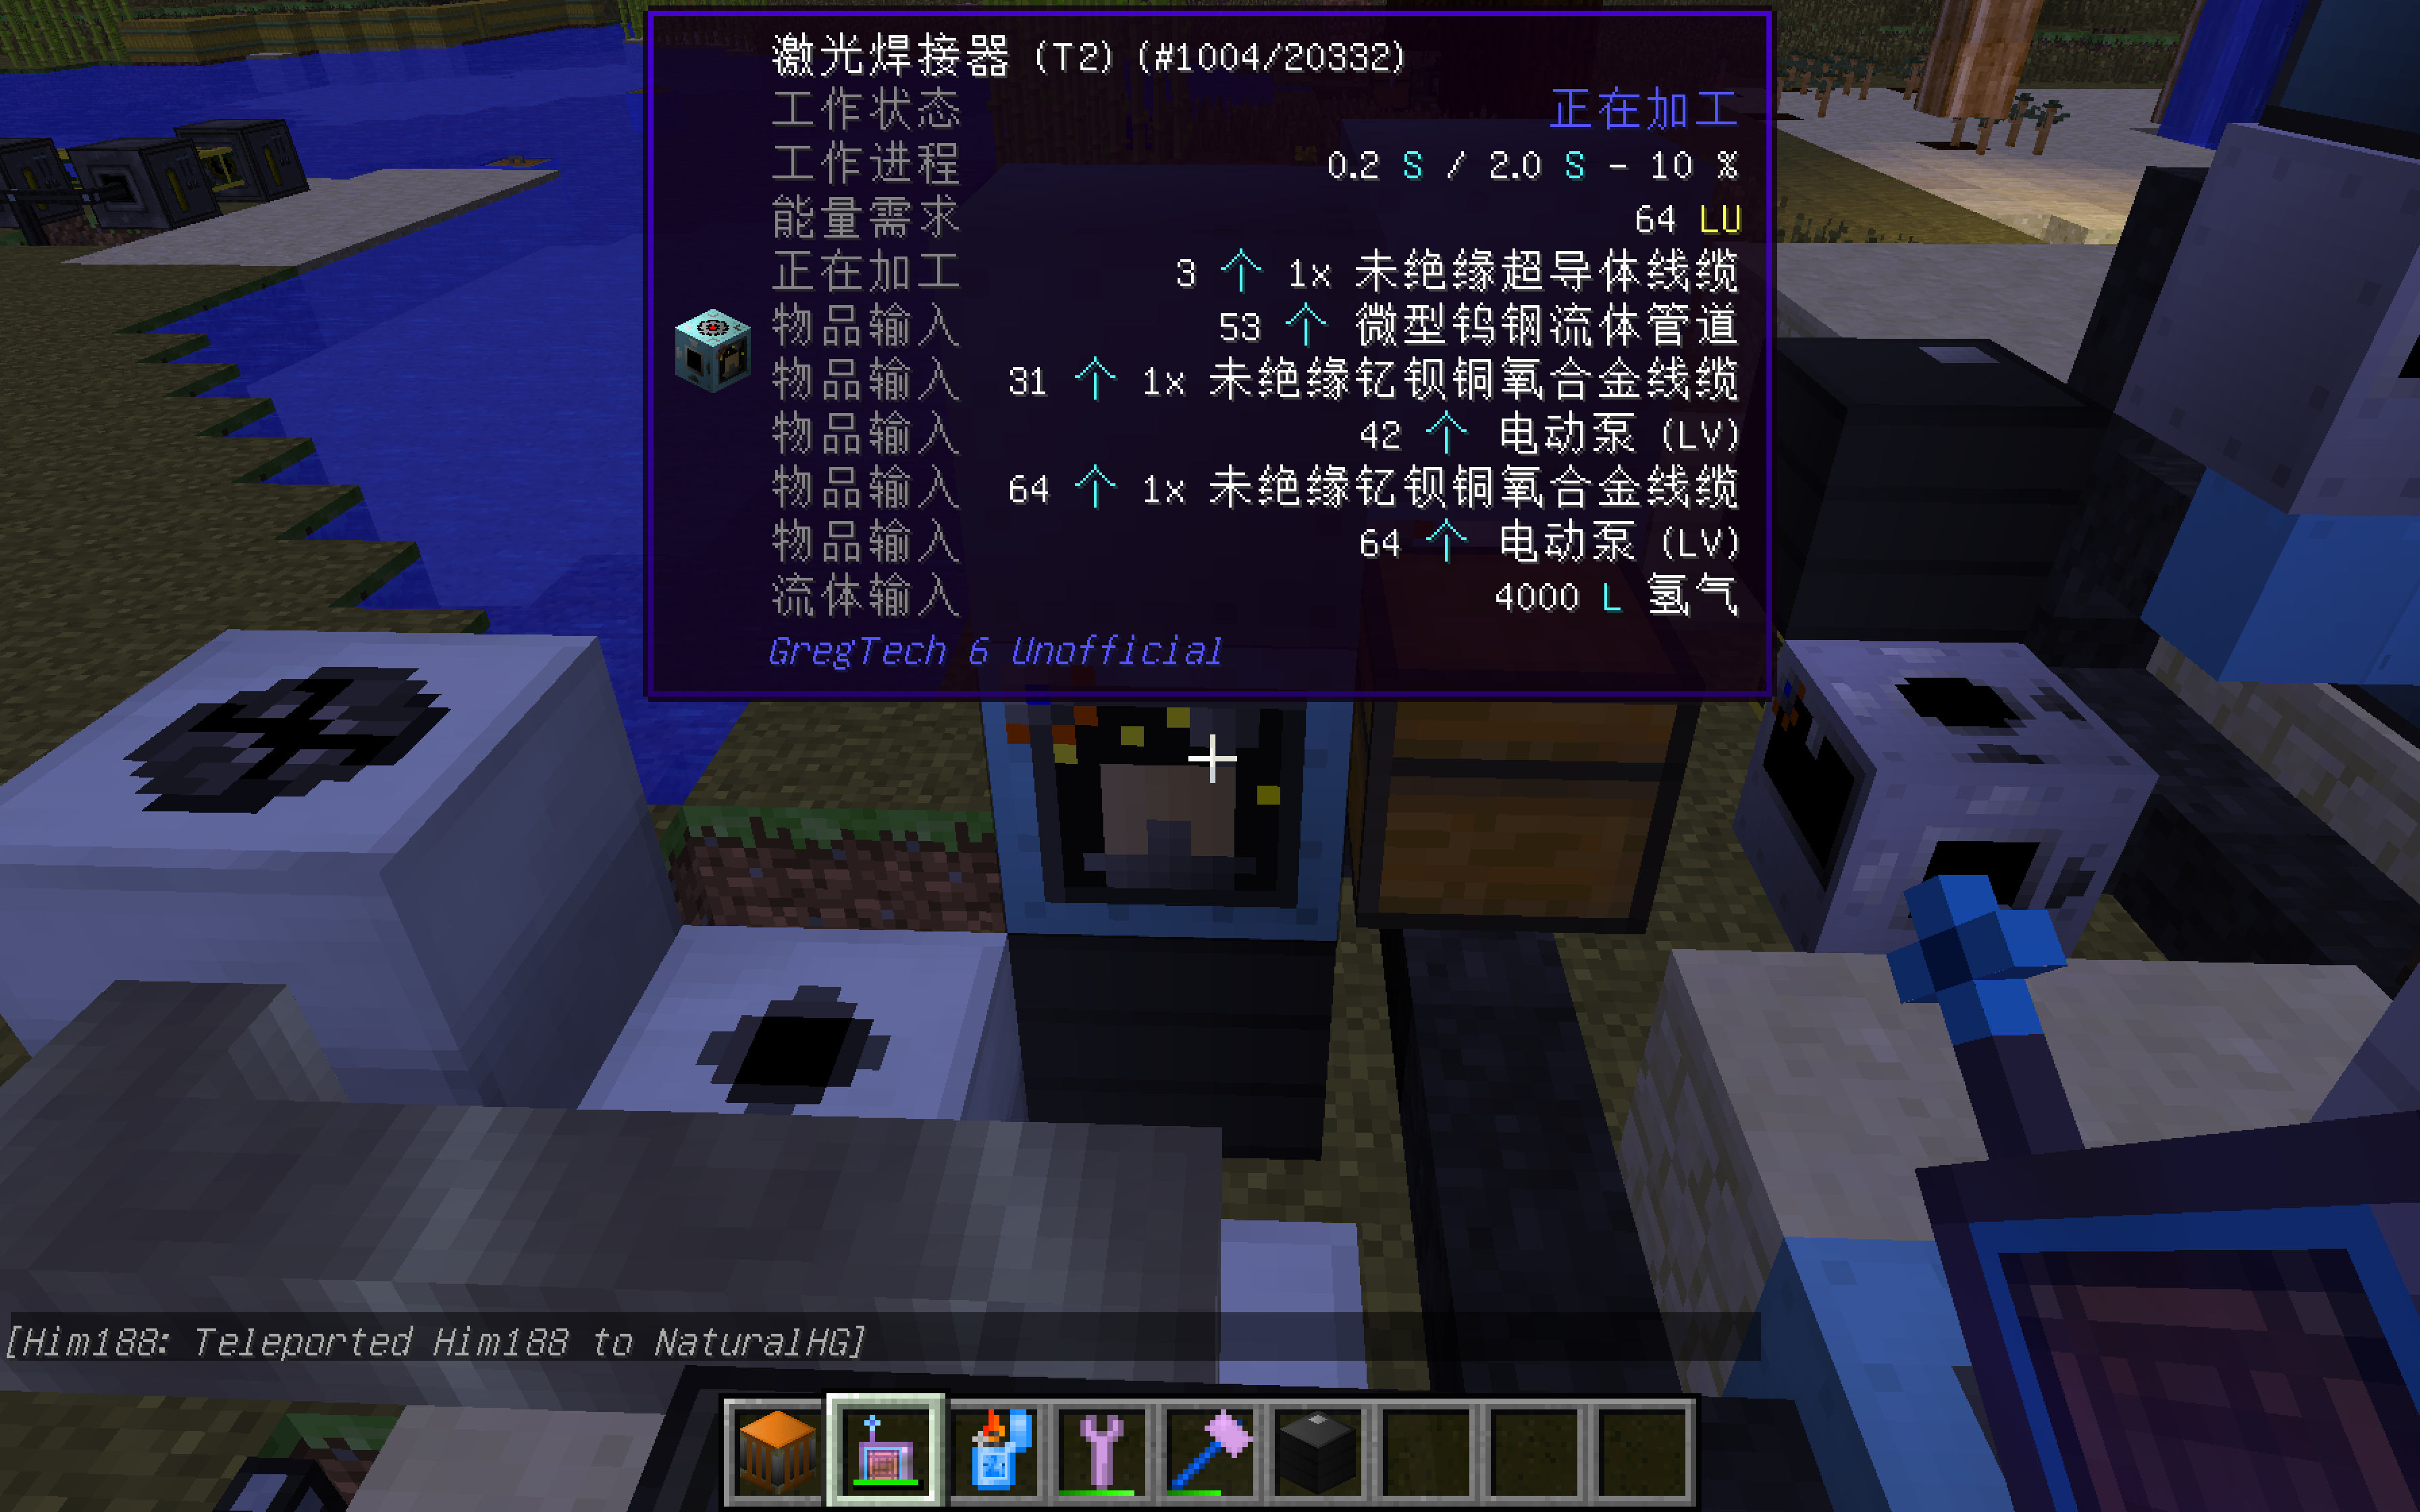 激光焊接器 (T2) (#1004/20332)
工作状态 正在加工
工作进程 0.2 S / 2.0 S - 10 %
能量需求 64 LU
正在加工 3 个 1x 未绝缘超导体线缆
物品输入 53 个 微型钨钢流体管道
物品输入 31 个 1x 未绝缘钇钡铜氧合金线缆
物品输入 42 个 电动泵 (LV)
物品输入 64 个 1x 未绝缘钇钡铜氧合金线缆
物品输入 64 个 电动泵 (LV)
流体输入 4000 L 氢气
GregTech 6 Unofficial
[Him188: Teleported Him188 to NaturalHG]